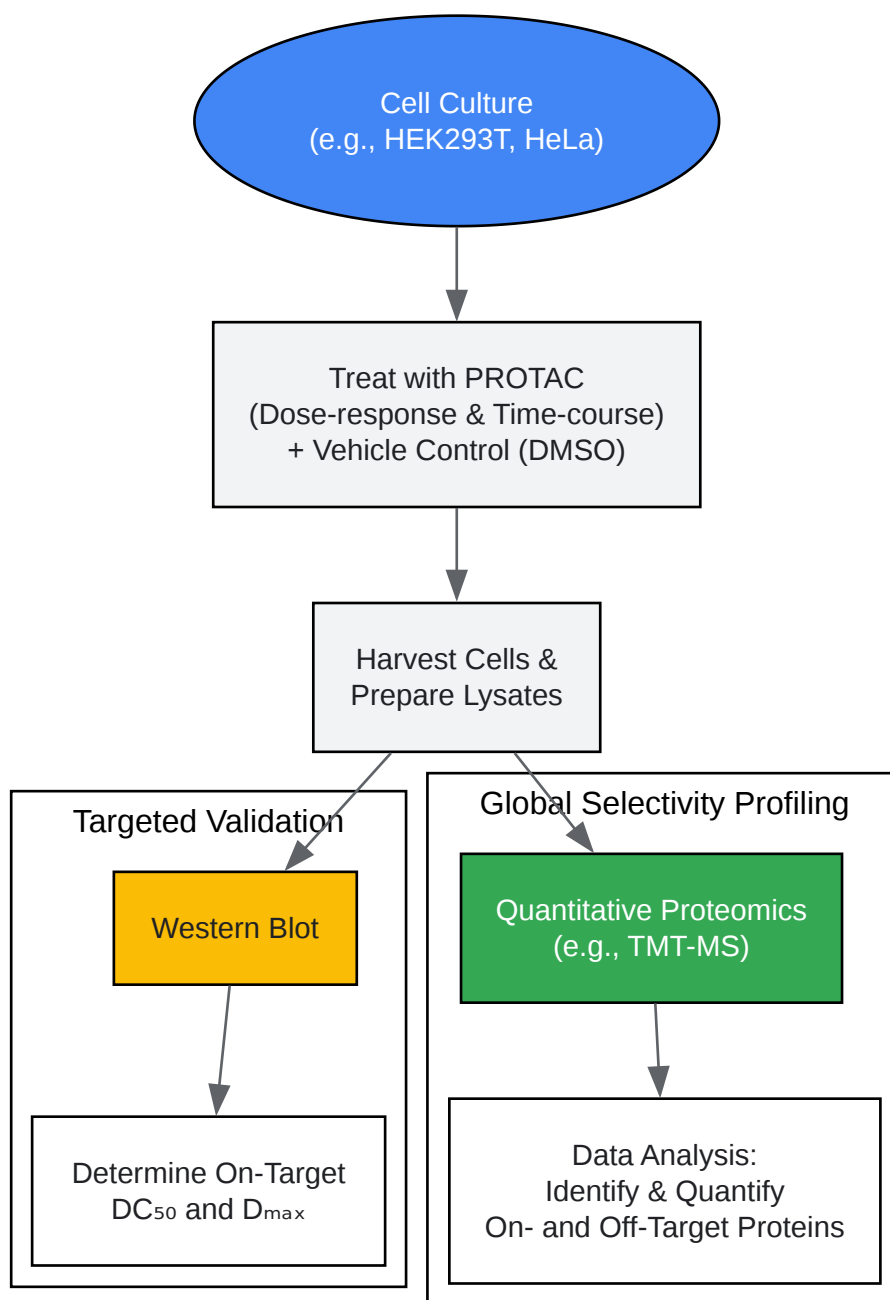 Cell Culture
(e.g., HEK293T, HeLa)
Treat with PROTAC
(Dose-response & Time-course)
+ Vehicle Control (DMSO)
Harvest Cells &
Prepare Lysates
Targeted Validation
Western Blot
Determine On-Target
DC₅₀ and Dₘₐₓ
Global Selectivity Profiling
Quantitative Proteomics
(e.g., TMT-MS)
Data Analysis:
Identify & Quantify
On- and Off-Target Proteins